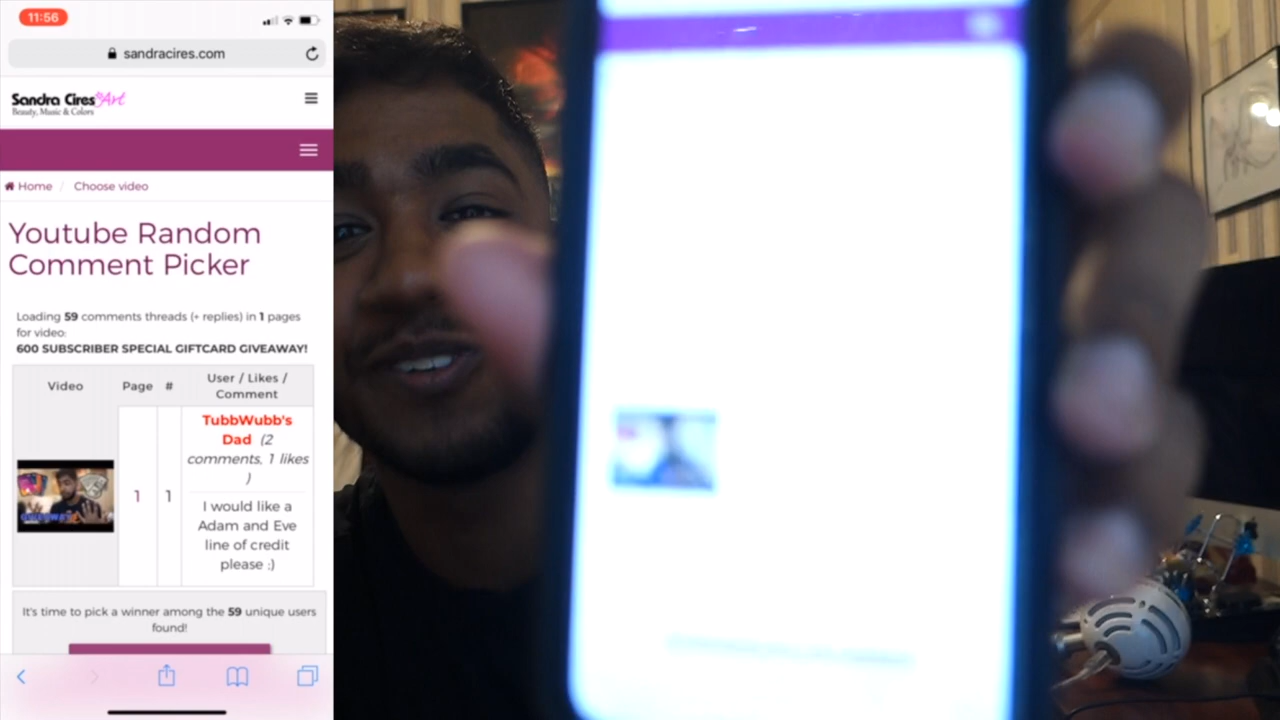 11:56
sandracires.com
Sandra Cires Art
Beauty, Music & Colors
Home / Choose video
Youtube Random
Comment Picker
Loading 59 comments threads (+ replies) in 1 pages
for video:
600 SUBSCRIBER SPECIAL GIFTCARD GIVEAWAY!
Video Page # User / Likes /
Comment
TubbWubb's
Dad (2
comments, 1 likes
)
1 1 I would like a
Adam and Eve
line of credit
please ;)
GIVEAWAY
It's time to pick a winner among the 59 unique users
found!